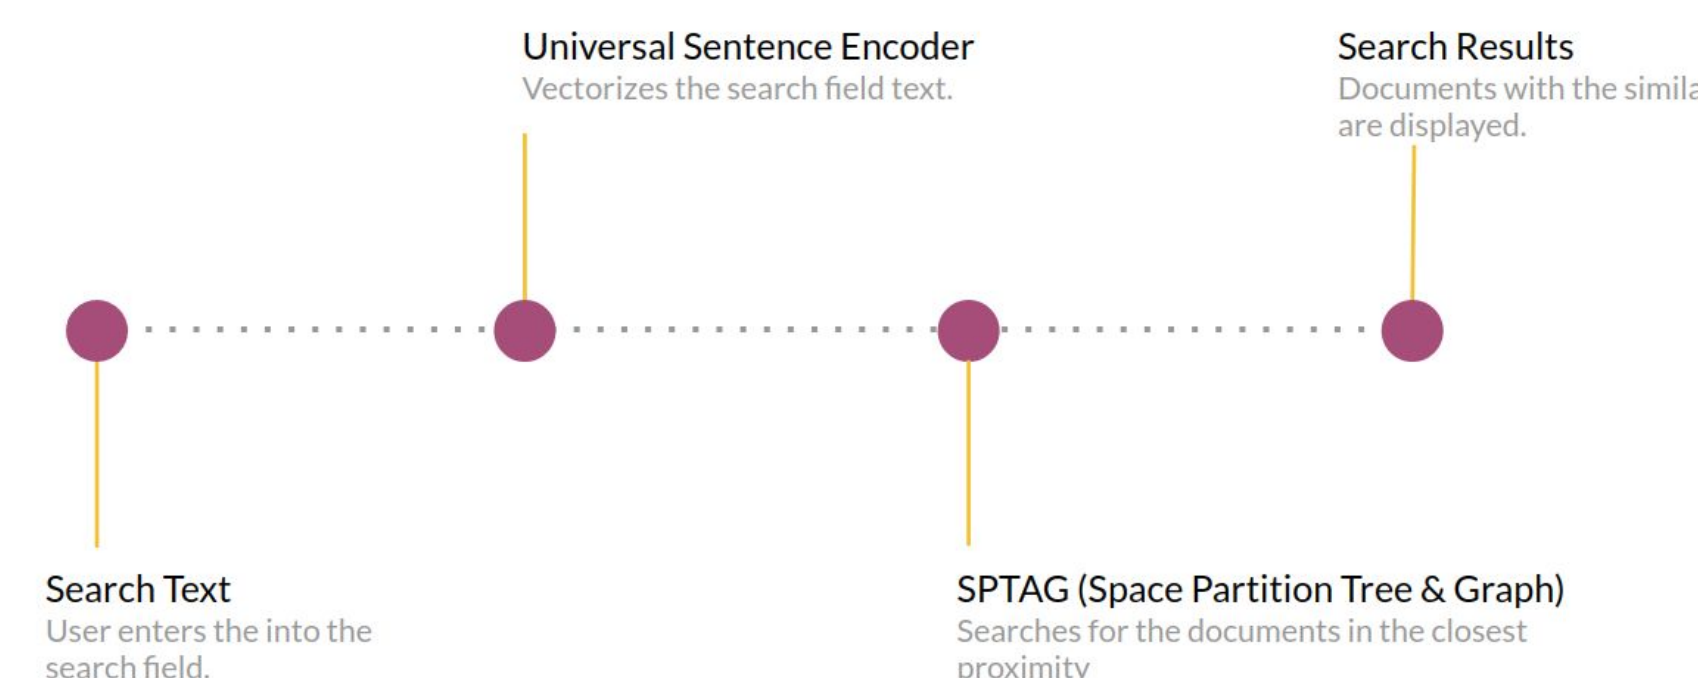 Universal Sentence Encoder
Vectorizes the search field text.
Search Results
Documents with the
are displayed.
Search Text
User enters the into the
search field.
SPTAG (Space Partition Tree & Graph)
Searches for the documents in the closest
proximity